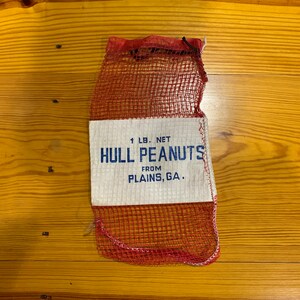 1 LB. NET
HULL PEANUTS
FROM
PLAINS, GA.